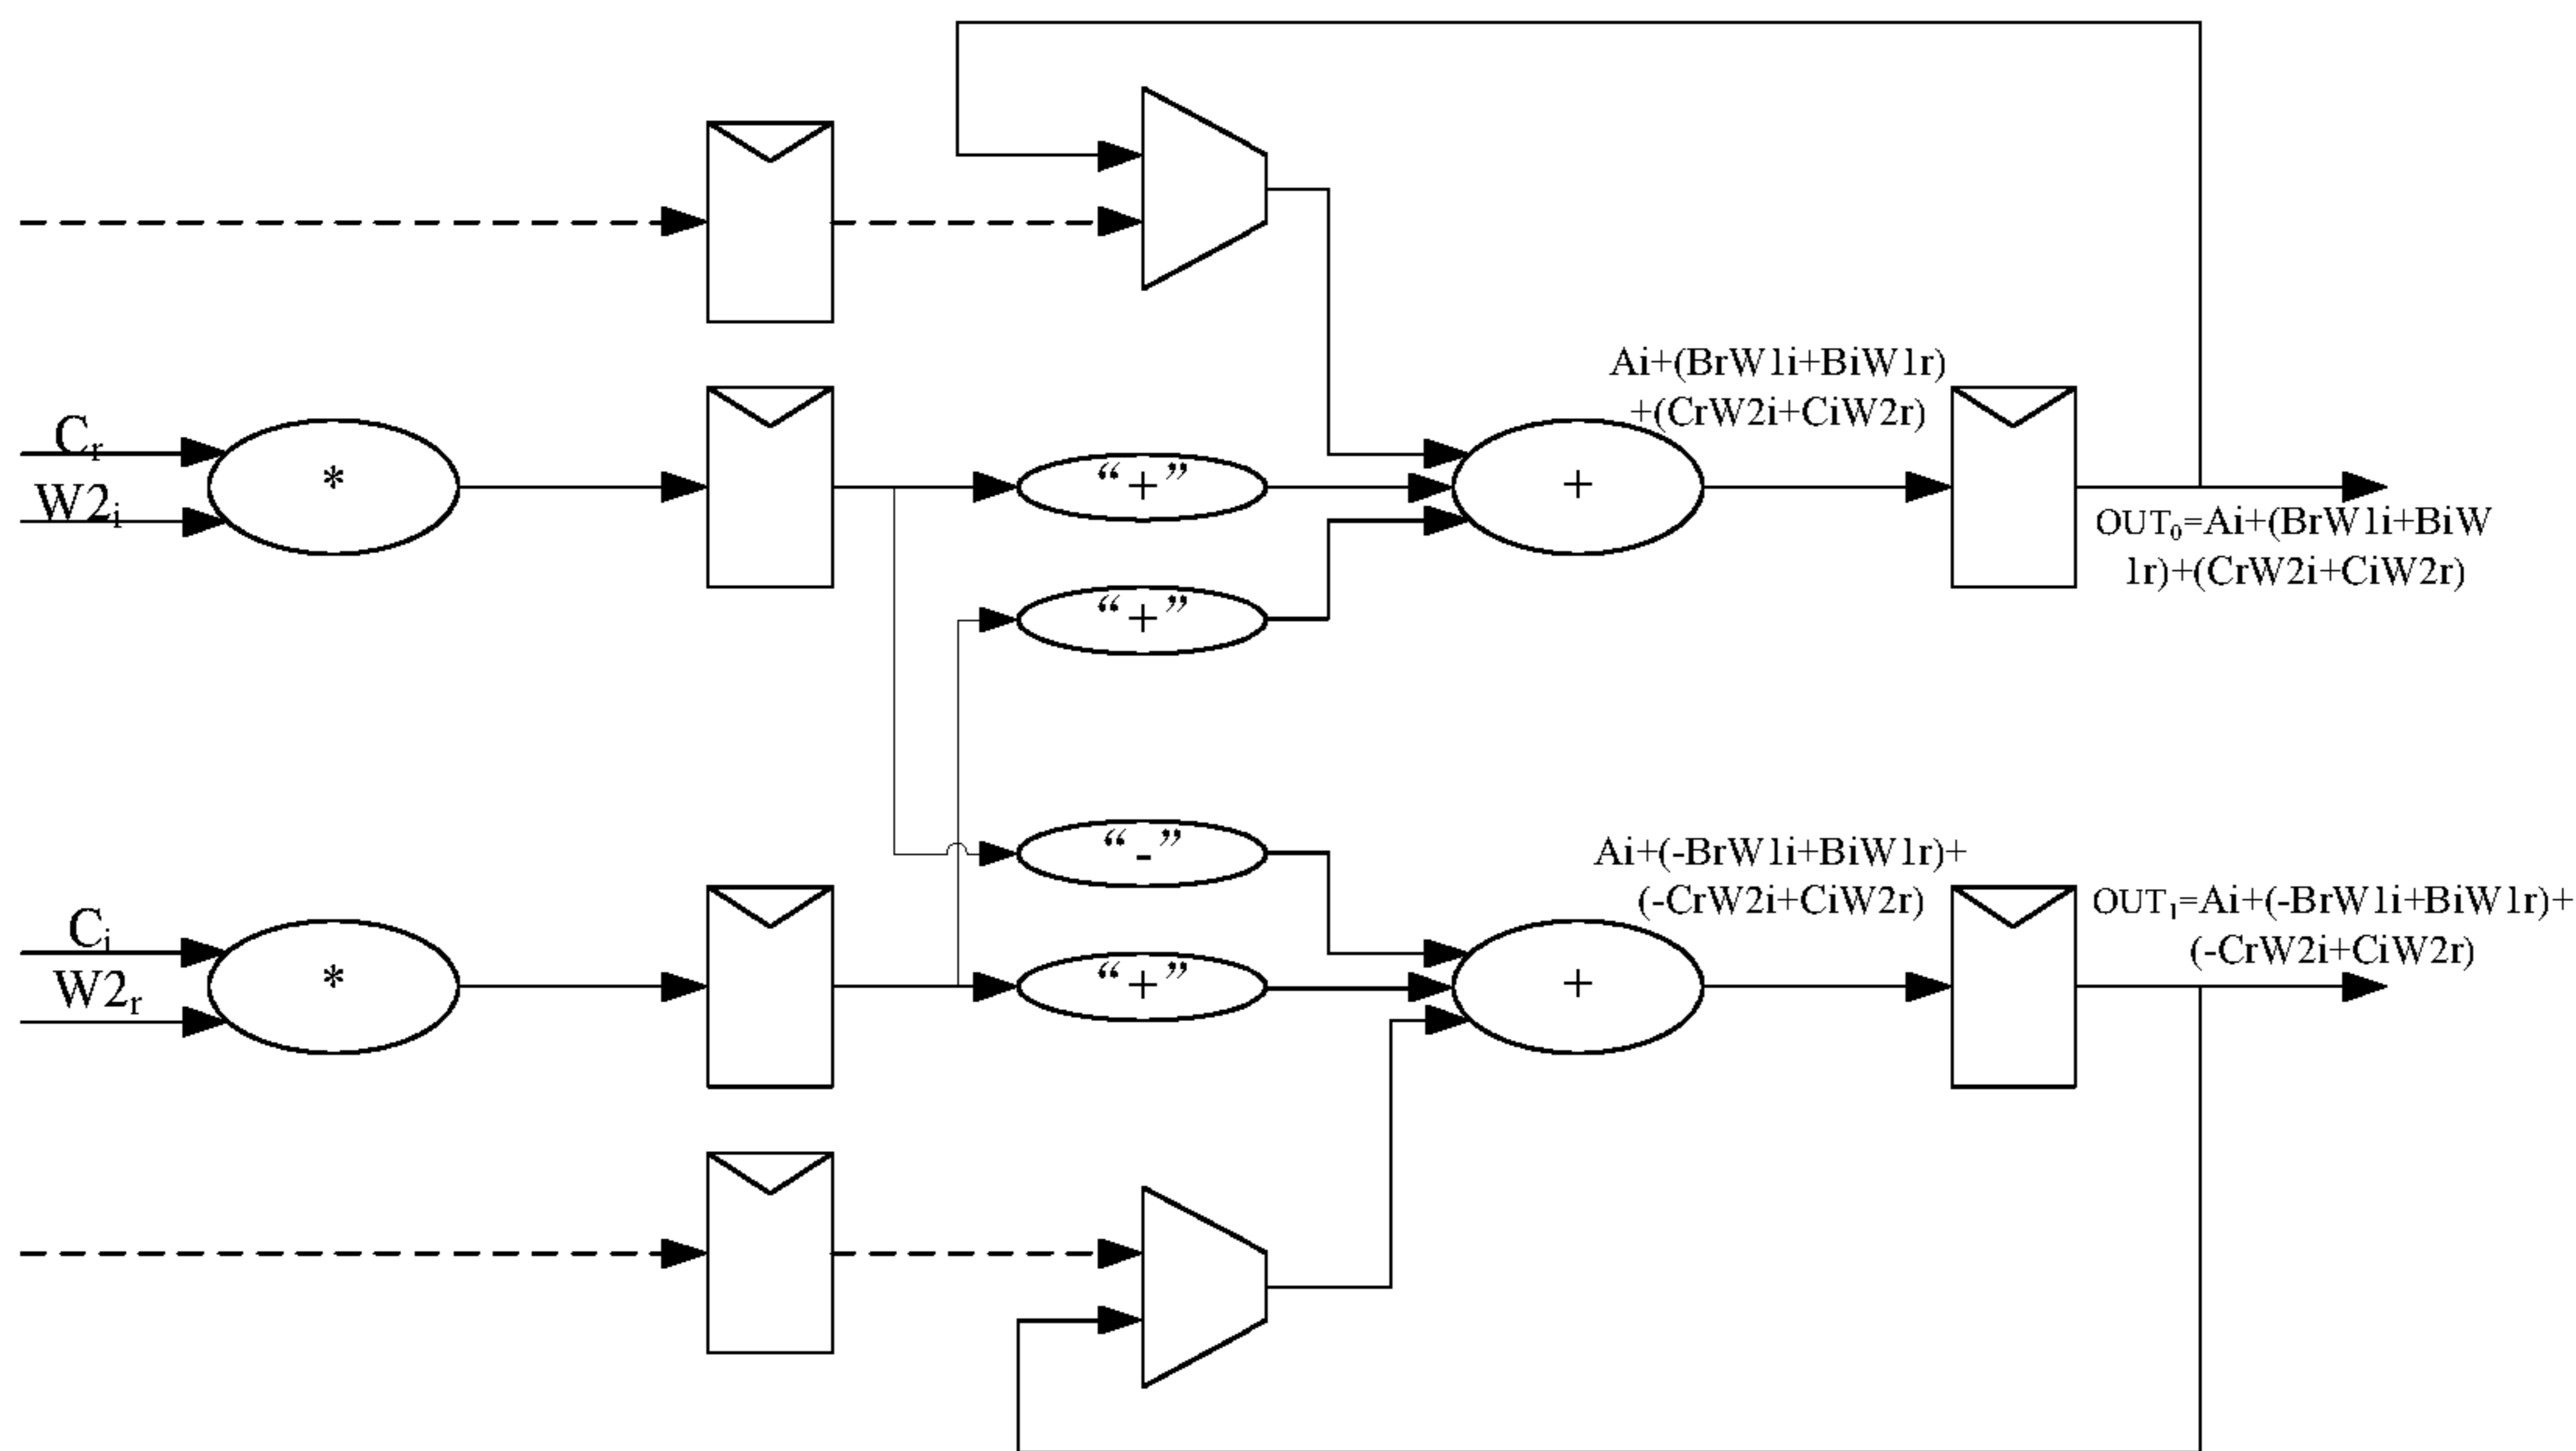 Ai+(BrW1i+BiW1r)
+(CrW2i+CiW2r)
Cᵣ
*
“+”
+
W2ᵢ
OUT₀=Ai+(BrW1i+BiW
1r)+(CrW2i+CiW2r)
“+”
“-”
Ai+(-BrW1i+BiW1r)+
(-CrW2i+CiW2r)
OUT₁=Ai+(-BrW1i+BiW1r)+
(-CrW2i+CiW2r)
Cᵢ
*
“+”
+
W2ᵣ